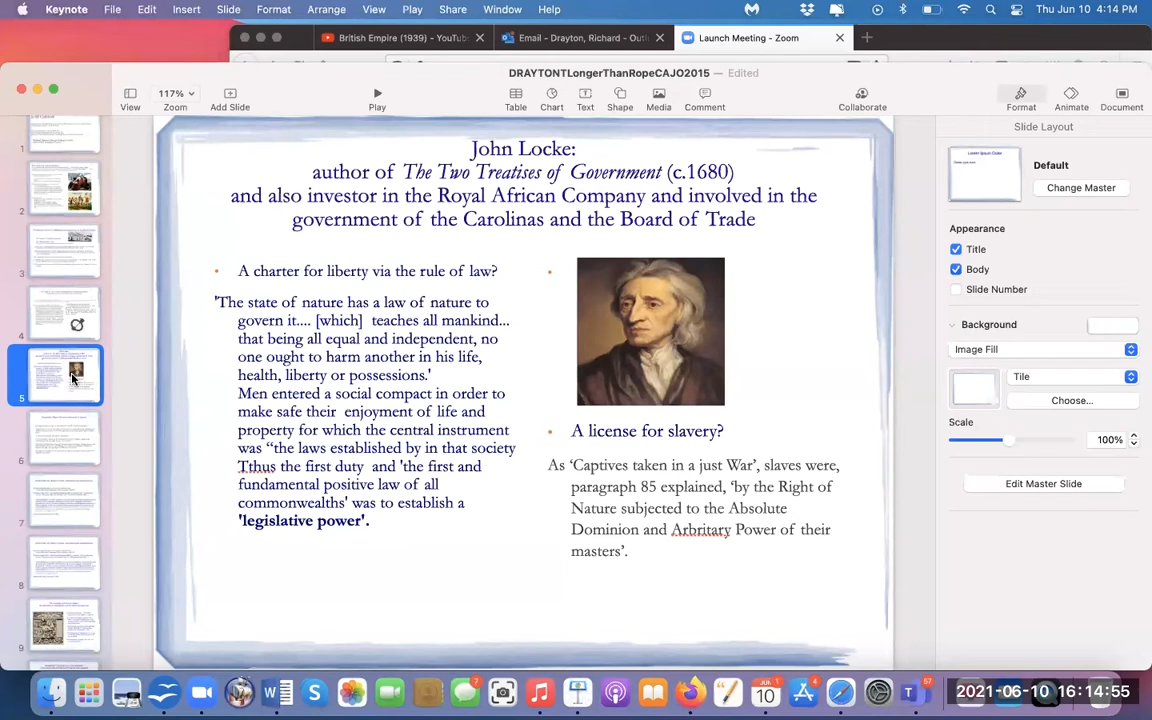 Keynote File Edit Insert Slide Format Arrange View Play Share Window Help
Thu Jun 10 4:14 PM
British Empire (1939) - YouTub
Email – Drayton, Richard - Out
Launch Meeting - Zoom
DRAYTONTLongerThanRopeCAJO2015 — Edited
117%
View Zoom Add Slide
Play
Table Chart Text Shape Media Comment
Collaborate
Format Animate Document
1
2
3
4
5
6
7
8
9
John Locke:
author of The Two Treatises of Government (c.1680)
and also investor in the Royal African Company and involved in the
government of the Carolinas and the Board of Trade
• A charter for liberty via the rule of law?
'The state of nature has a law of nature to
govern it.... [which] teaches all mankind...
that being all equal and independent, no
one ought to harm another in his life,
health, liberty or possessions.'
Men entered a social compact in order to
make safe their enjoyment of life and
property for which the central instrument
was “the laws established by in that society
Tthus the first duty and 'the first and
fundamental positive law of all
commonwealths' was to establish a
'legislative power'.
•
• A license for slavery?
As ‘Captives taken in a just War’, slaves were,
paragraph 85 explained, ‘by the Right of
Nature subjected to the Absolute
Dominion and Arbritary Power of their
masters’.
Slide Layout
Default
Change Master
Appearance
Title
Body
Slide Number
Background
Image Fill
Tile
Choose...
Scale
100%
Edit Master Slide
7
JUN
10
4
57
2021-06-10 16:14:55